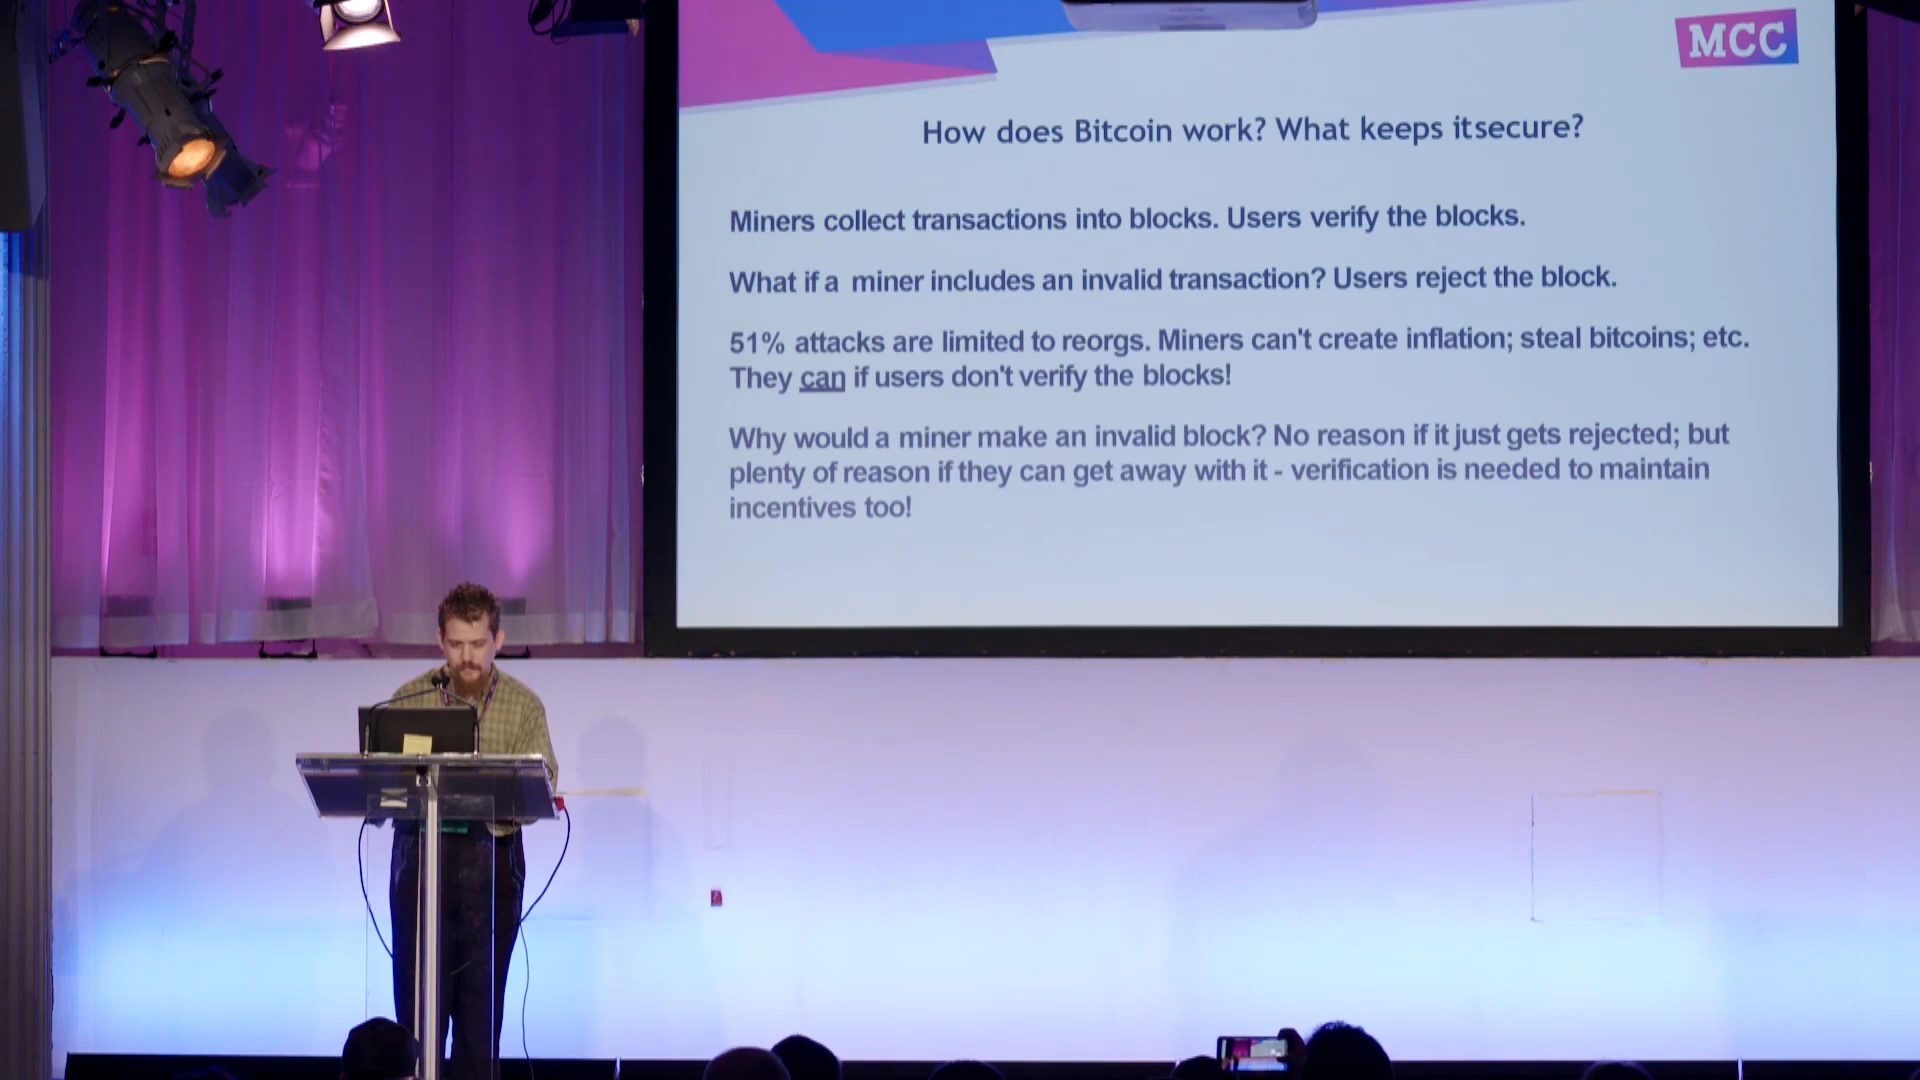 MCC
How does Bitcoin work? What keeps itsecure?
Miners collect transactions into blocks. Users verify the blocks.
What if a miner includes an invalid transaction? Users reject the block.
51% attacks are limited to reorgs. Miners can't create inflation; steal bitcoins; etc.
They can if users don't verify the blocks!
Why would a miner make an invalid block? No reason if it just gets rejected; but
plenty of reason if they can get away with it - verification is needed to maintain
incentives too!